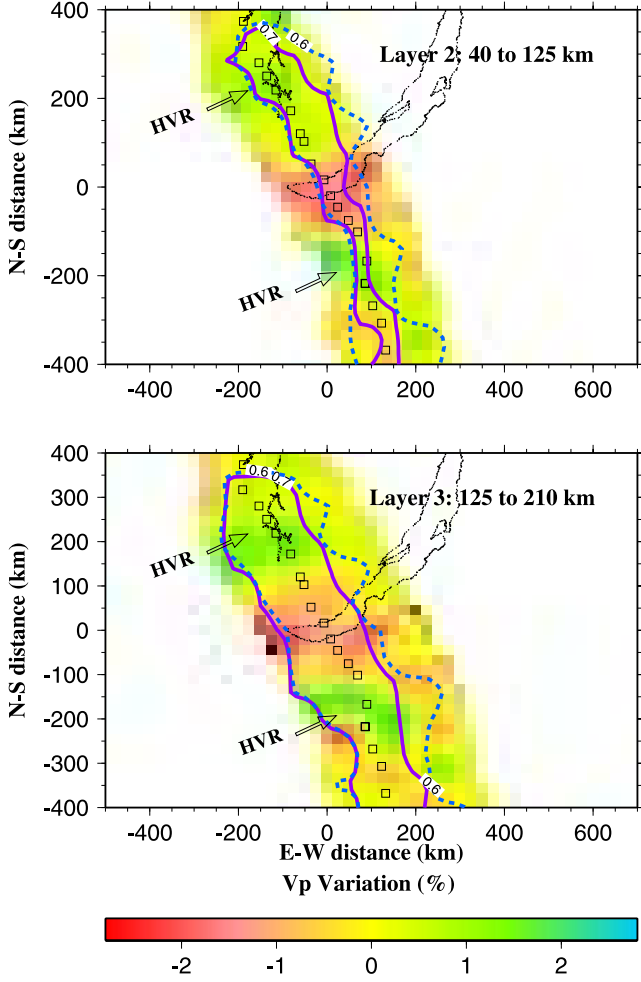 400
0.7
0.6
Layer 2: 40 to 125 km
200
HVR
N-S distance (km)
0
-200
HVR
-400
-400 -200 0 200 400 600
400
0.6 0.7
Layer 3: 125 to 210 km
300
200
HVR
100
N-S distance (km)
0
-100
-200
HVR
-300
0.6
-400
-400 -200 0 200 400 600
E-W distance (km)
Vp Variation (%)
-2 -1 0 1 2